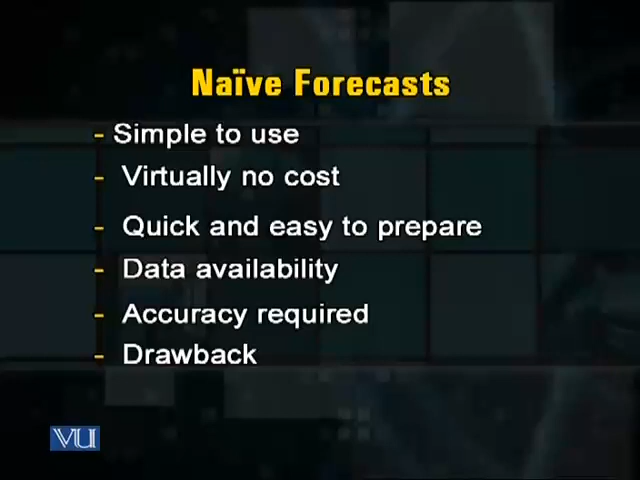 Naïve Forecasts
- Simple to use
- Virtually no cost
- Quick and easy to prepare
- Data availability
- Accuracy required
- Drawback
VU